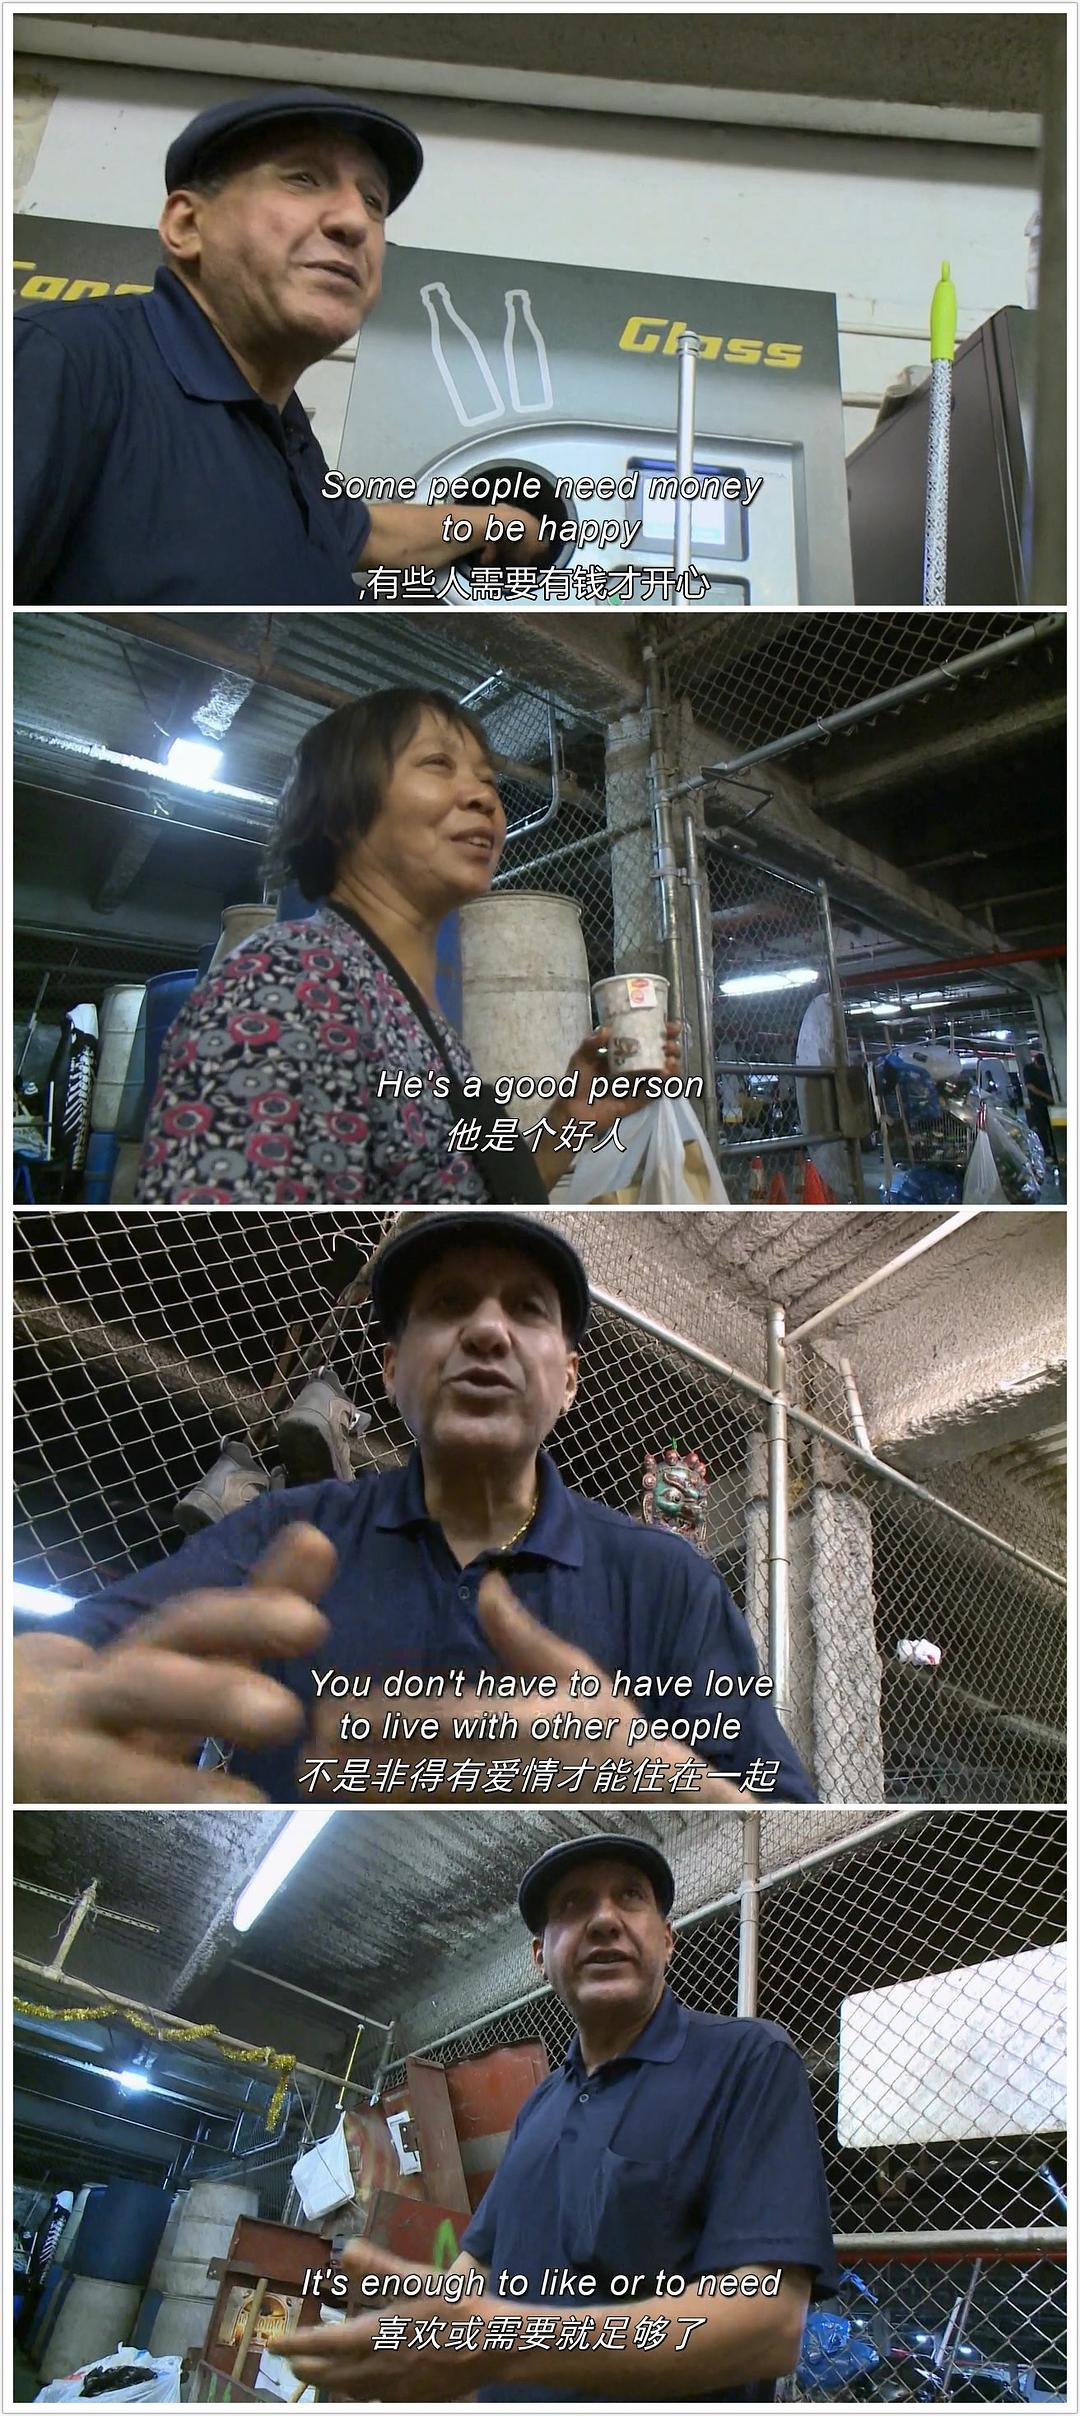 Cans
Glass
Some people need money
to be happy
,有些人需要有钱才开心
He's a good person
他是个好人
You don't have to have love
to live with other people
不是非得有爱情才能住在一起
It's enough to like or to need
喜欢或需要就足够了